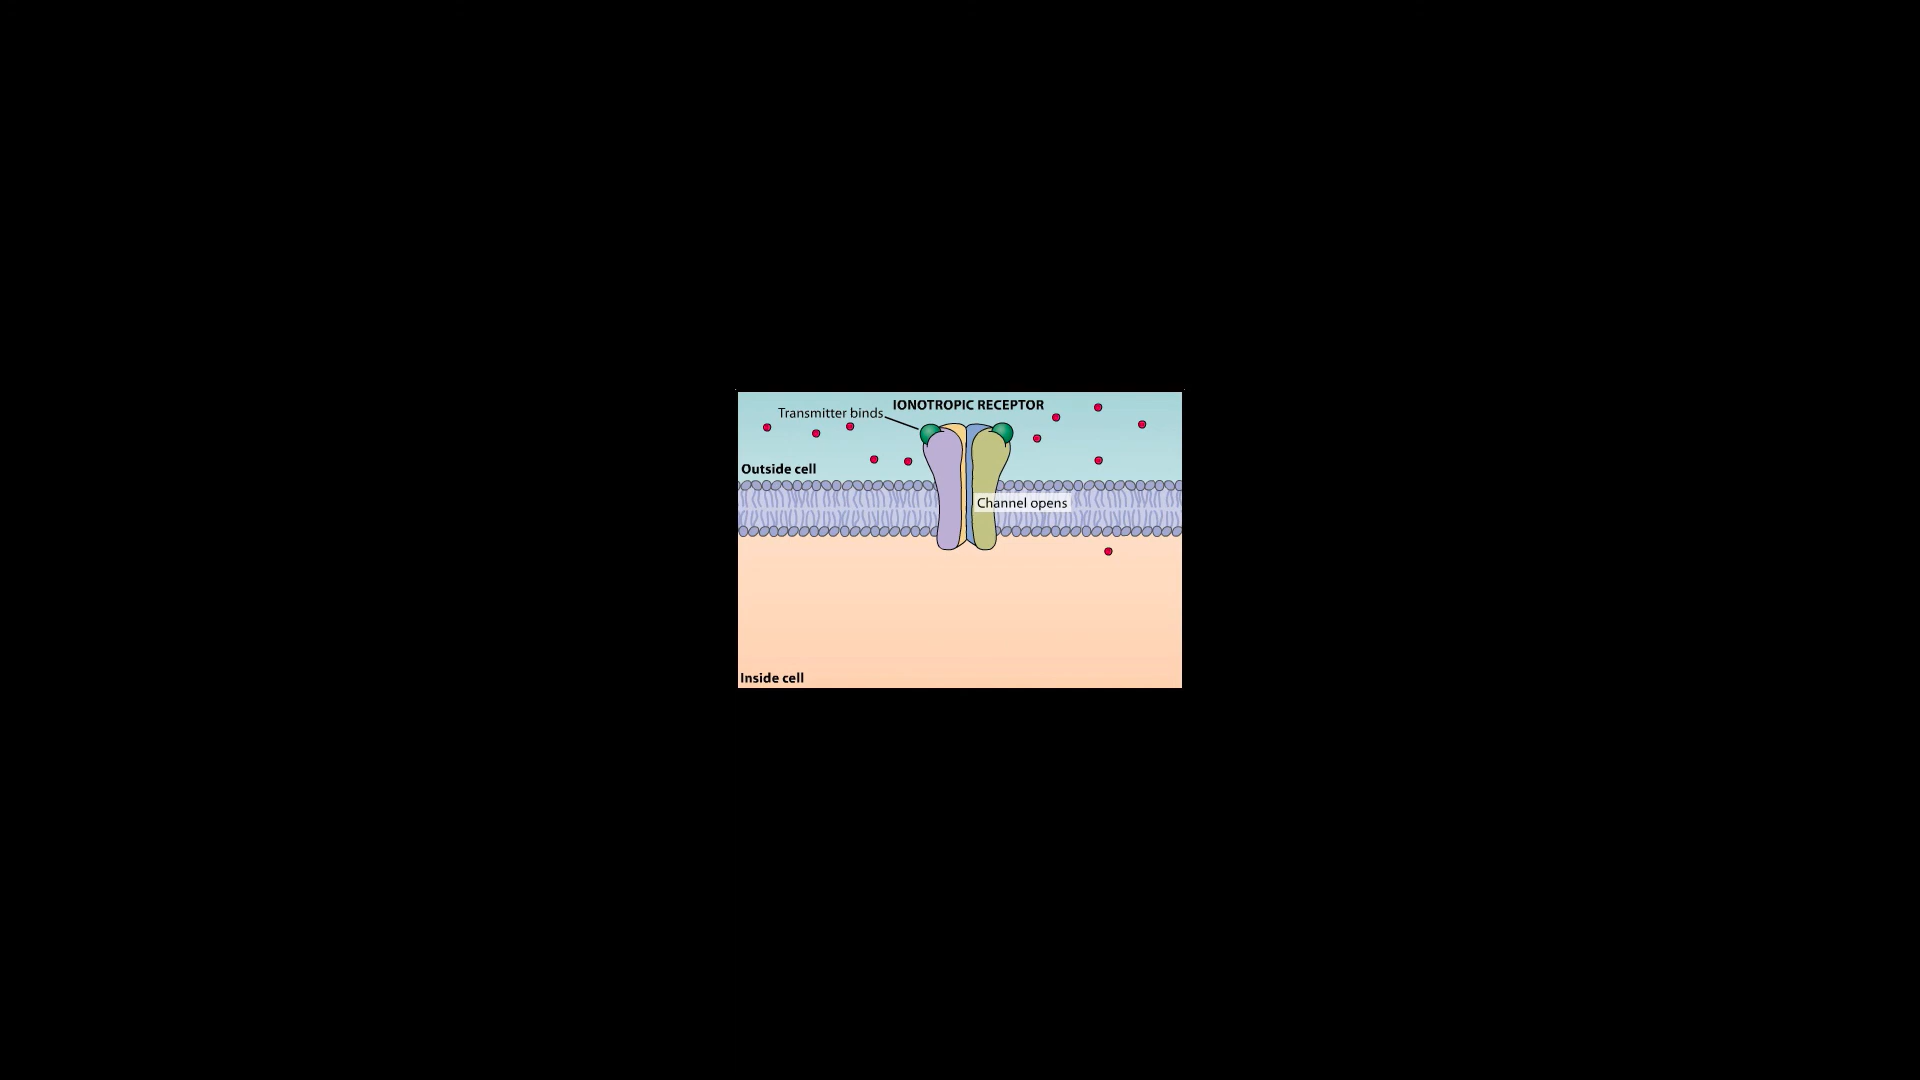 IONOTROPIC RECEPTOR
Transmitter binds
Outside cell
Channel opens
Inside cell